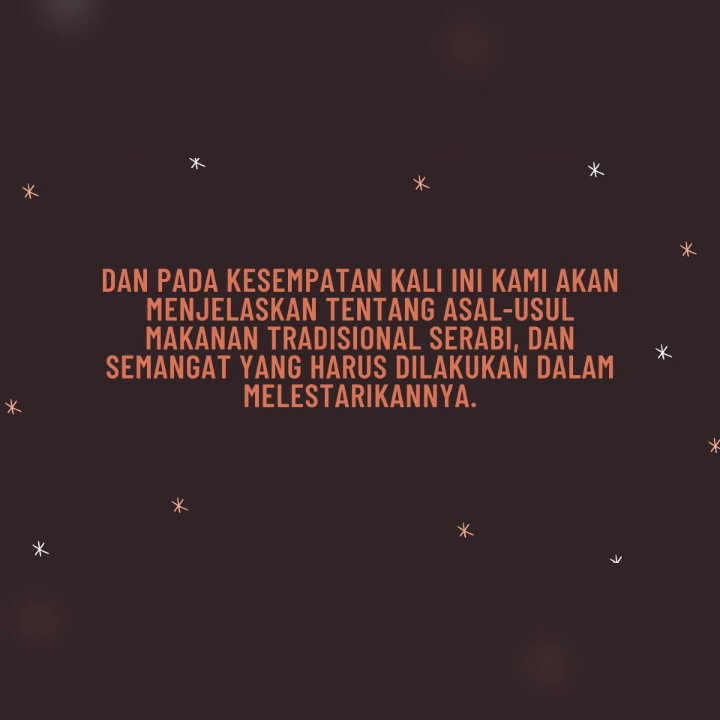 DAN PADA KESEMPATAN KALI INI KAMI AKAN
MENJELASKAN TENTANG ASAL-USUL
MAKANAN TRADISIONAL SERABI, DAN
SEMANGAT YANG HARUS DILAKUKAN DALAM
MELESTARIKANNYA.